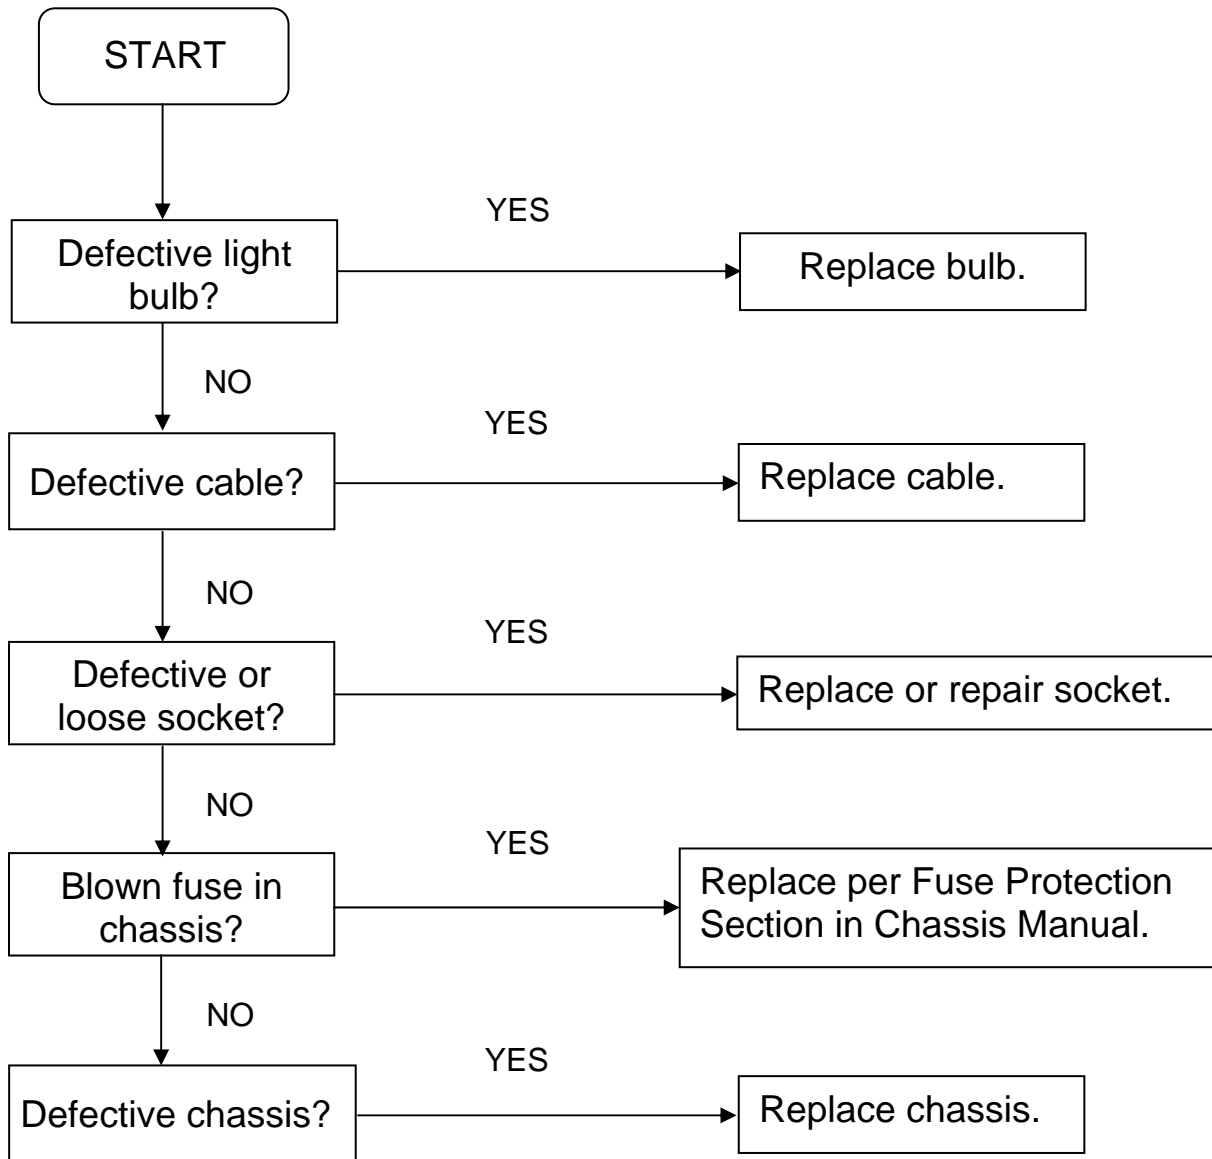 START
YES
Defective light
bulb?
Replace bulb.
NO
YES
Defective cable?
Replace cable.
NO
YES
Defective or
loose socket?
Replace or repair socket.
NO
YES
Blown fuse in
chassis?
Replace per Fuse Protection
Section in Chassis Manual.
NO
YES
Defective chassis?
Replace chassis.